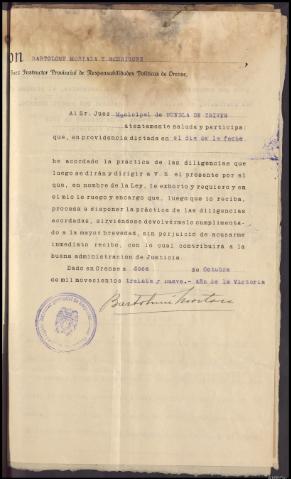 on BARTOLOME MORIADA Y RODRIGUEZ
Juez Instructor Provincial de Responsabilidades Políticas de Orense,
Al Sr. Juez Municipal de PUEBLA DE TRIVES
atentamente saluda y participa
que, en providencia dictada en el dia de la fecha
he acordado la práctica de las diligencias que
luego se dirán y dirigir a V. S. el presente por el
que, en nombre de la Ley, le exhorto y requiero y en
el mío le ruego y encargo que, luego que lo reciba,
proceda a disponer la práctica de las diligencias
acordadas, sirviéndose devolvérmelo cumplimenta-
do a la mayor brevedad, sin perjuicio de acusarme
inmediato recibo, con lo cual contribuirá a la
buena administración de Justicia.
Dado en Orense a doce de Octubre
de mil novecientos treinta y nueve.- año de la Victoria